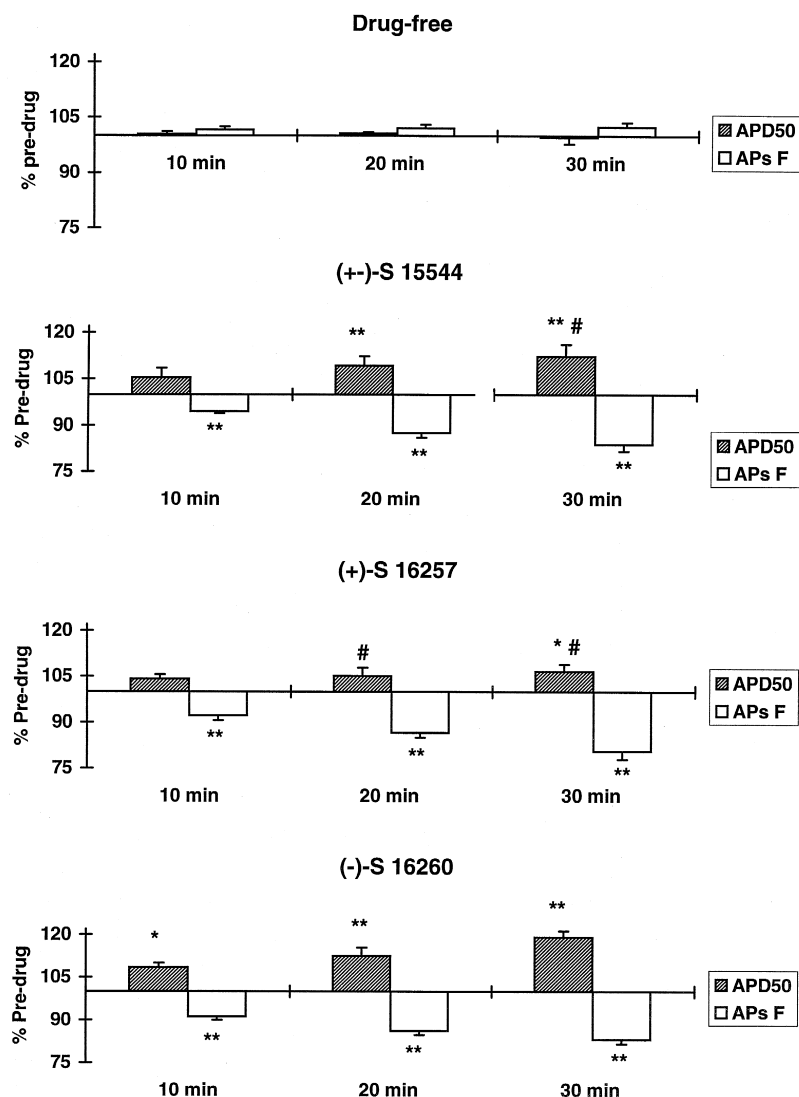 Drug-free
120
105
90
75
% pre-drug
10 min
20 min
30 min
APD50
APs F
(+-)-S 15544
120
105
90
75
% Pre-drug
** 
** #
**
**
**
10 min
20 min
30 min
APD50
APs F
(+)-S 16257
120
105
90
75
% Pre-drug
#
* #
**
**
**
10 min
20 min
30 min
APD50
APs F
(-)-S 16260
120
105
90
75
% Pre-drug
*
**
**
**
**
**
10 min
20 min
30 min
APD50
APs F